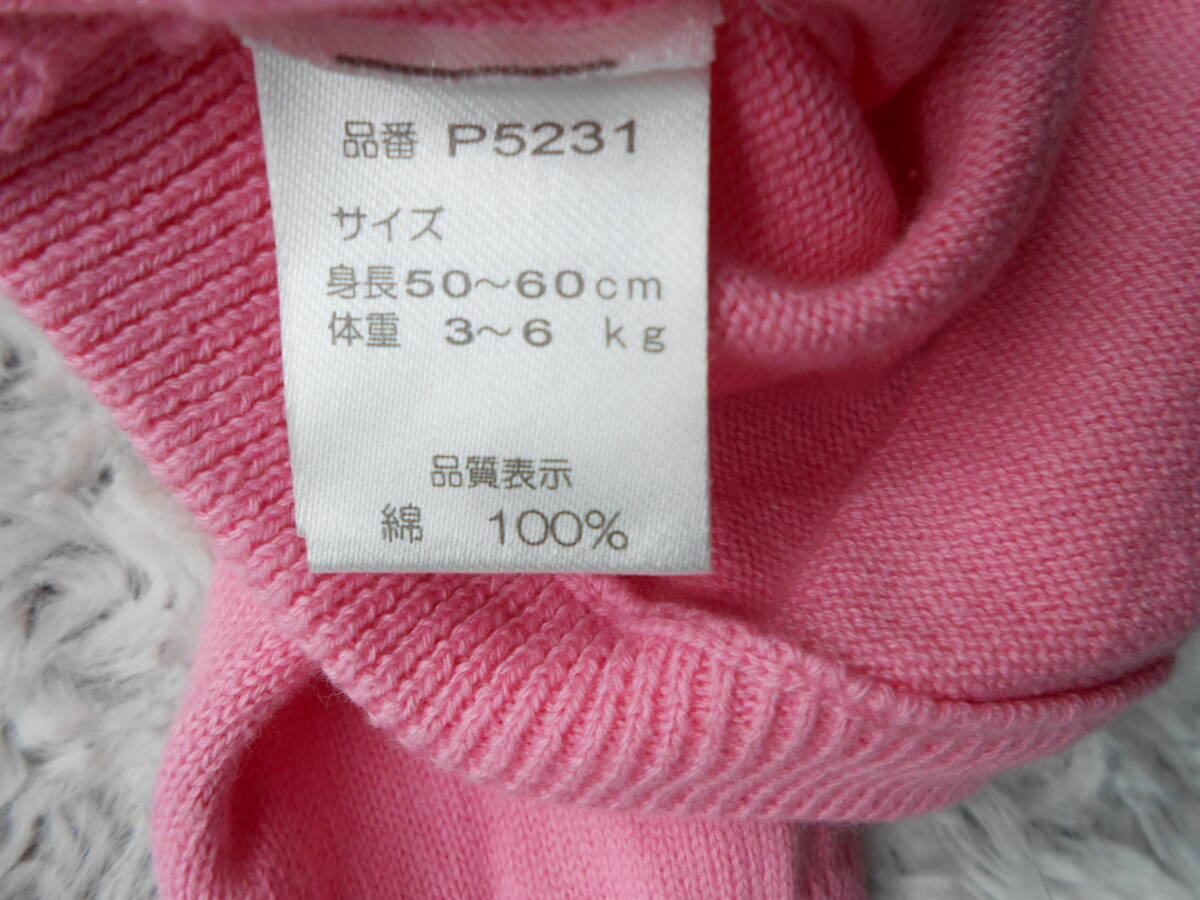 品番 P5231
サイズ
身長50～60cm
体重 3～6 kg
品質表示
綿 100%